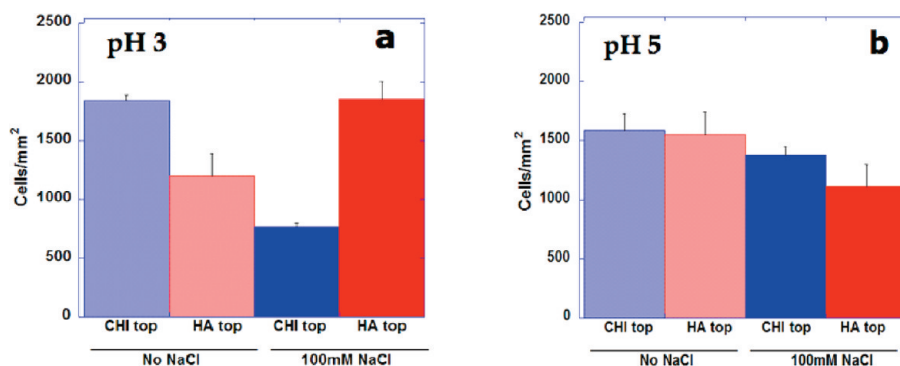 pH 3
a
Cells/mm²
2500
2000
1500
1000
500
0
CHI top HA top CHI top HA top
No NaCl 100mM NaCl
pH 5
b
Cells/mm²
2500
2000
1500
1000
500
0
CHI top HA top CHI top HA top
No NaCl 100mM NaCl